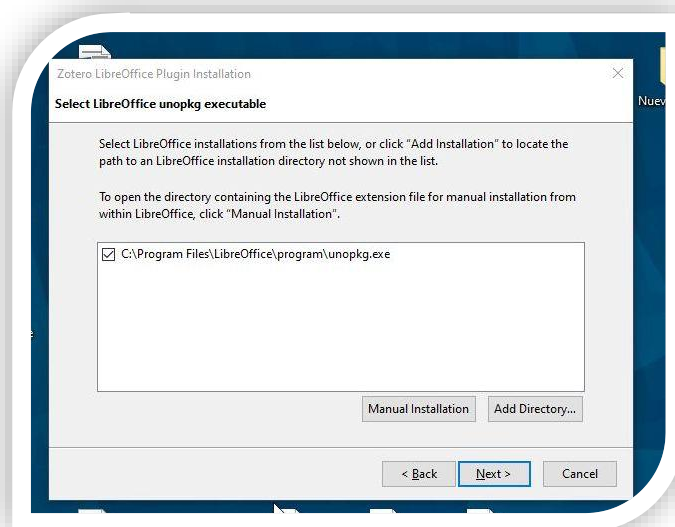 Zotero LibreOffice Plugin Installation
Select LibreOffice unopkg executable
Nuev
Select LibreOffice installations from the list below, or click "Add Installation" to locate the
path to an LibreOffice installation directory not shown in the list.
To open the directory containing the LibreOffice extension file for manual installation from
within LibreOffice, click "Manual Installation".
C:\Program Files\LibreOffice\program\unopkg.exe
e
Manual Installation Add Directory...
< Back Next > Cancel